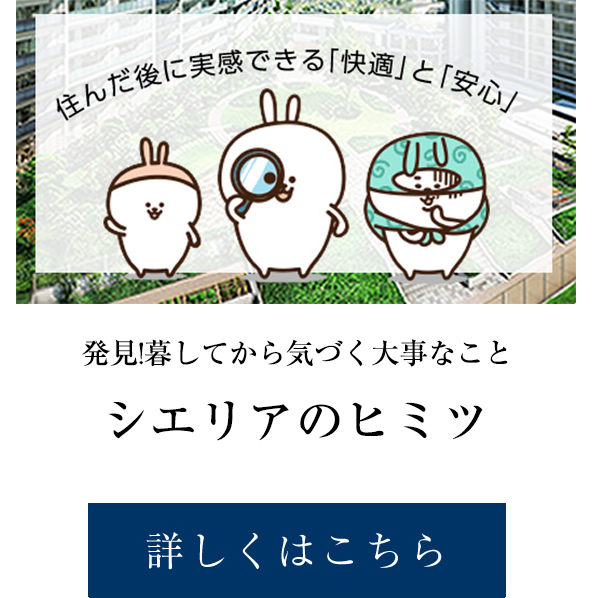 住んだ後に実感できる「快適」と「安心」
発見!暮してから気づく大事なこと
シエリアのヒミツ
詳しくはこちら